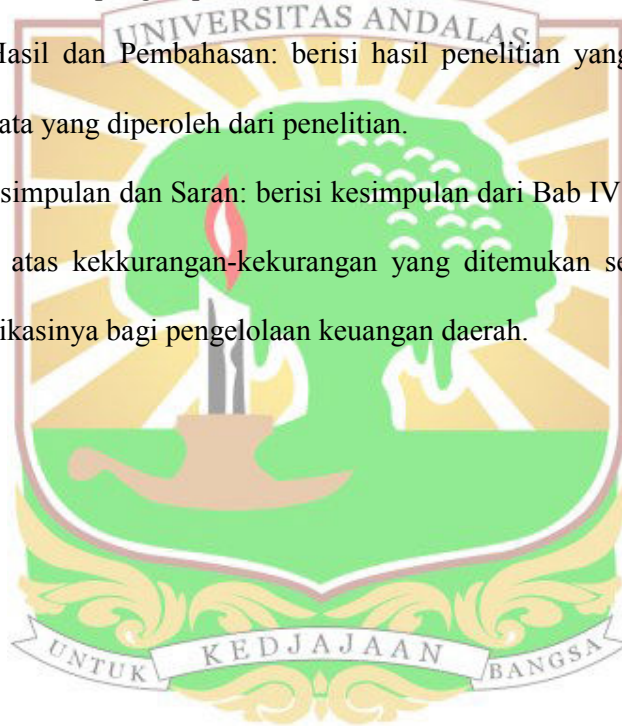 UNIVERSITAS ANDALAS
Hasil dan Pembahasan: berisi hasil penelitian yang
ata yang diperoleh dari penelitian.
simpulan dan Saran: berisi kesimpulan dari Bab IV
atas kekkurangan-kekurangan yang ditemukan se
ikasinya bagi pengelolaan keuangan daerah.
UNTUK KEDJAJAAN BANGSA